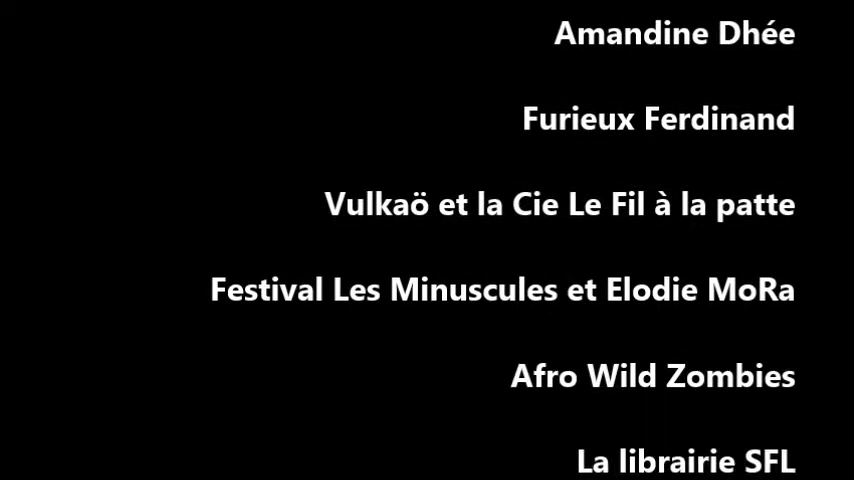 Amandine Dhée
Furieux Ferdinand
Vulkaö et la Cie Le Fil à la patte
Festival Les Minuscules et Elodie MoRa
Afro Wild Zombies
La librairie SFL